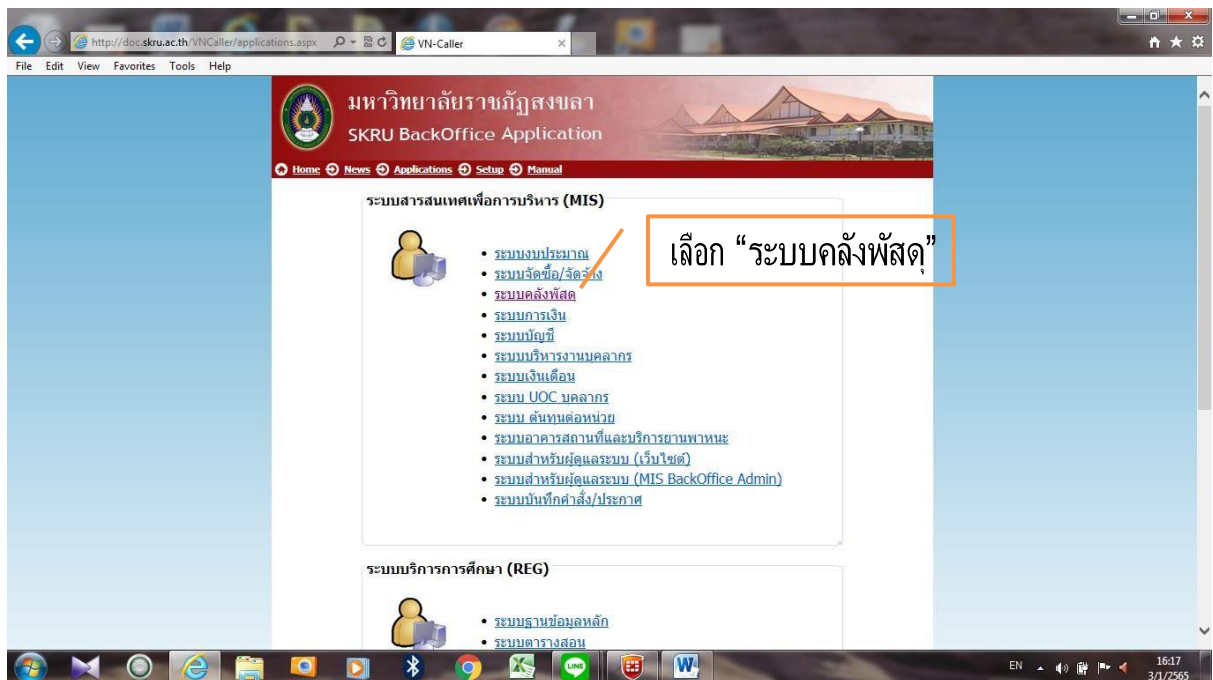 http://doc.skru.ac.th/VNCaller/applications.aspx
VN-Caller
File Edit View Favorites Tools Help
มหาวิทยาลัยราชภัฏสงขลา
SKRU BackOffice Application
Home News Applications Setup Manual
ระบบสารสนเทศเพื่อการบริหาร (MIS)
เลือก “ระบบคลังพัสดุ”
ระบบงบประมาณ
ระบบจัดซื้อ/จัดจ้าง
ระบบคลังพัสดุ
ระบบการเงิน
ระบบบัญชี
ระบบบริหารงานบุคลากร
ระบบเงินเดือน
ระบบ UOC บุคลากร
ระบบ ต้นทุนต่อหน่วย
ระบบอาคารสถานที่และบริการยานพาหนะ
ระบบสำหรับผู้ดูแลระบบ (เว็บไซต์)
ระบบสำหรับผู้ดูแลระบบ (MIS BackOffice Admin)
ระบบบันทึกคำสั่ง/ประกาศ
ระบบบริการการศึกษา (REG)
ระบบฐานข้อมูลหลัก
ระบบตารางสอน
LINE
EN
16:17
3/1/2565